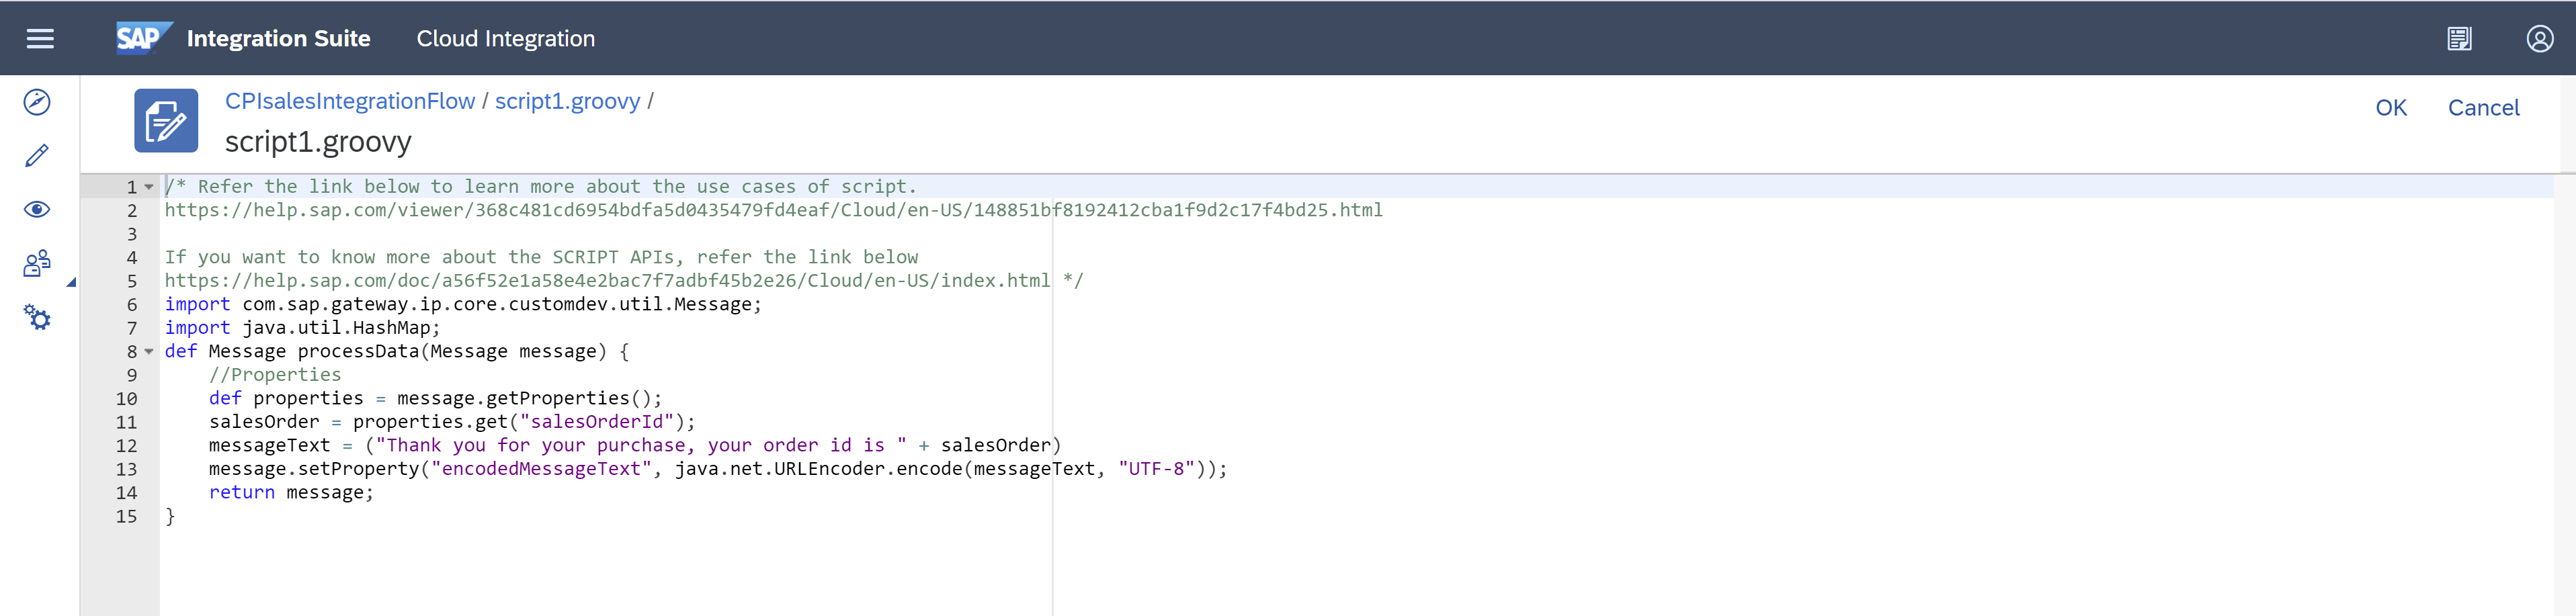 SAP Integration Suite Cloud Integration
CPIsalesIntegrationFlow / script1.groovy /
OK Cancel
script1.groovy
1 /* Refer the link below to learn more about the use cases of script.
2 https://help.sap.com/viewer/368c481cd6954bdfa5d0435479fd4eaf/Cloud/en-US/148851bf8192412cba1f9d2c17f4bd25.html
3
4 If you want to know more about the SCRIPT APIs, refer the link below
5 https://help.sap.com/doc/a56f52e1a58e4e2bac7f7adbf45b2e26/Cloud/en-US/index.html */
6 import com.sap.gateway.ip.core.customdev.util.Message;
7 import java.util.HashMap;
8 def Message processData(Message message) {
9     //Properties
10     def properties = message.getProperties();
11     salesOrder = properties.get("salesOrderId");
12     messageText = ("Thank you for your purchase, your order id is " + salesOrder)
13     message.setProperty("encodedMessageText", java.net.URLEncoder.encode(messageText, "UTF-8"));
14     return message;
15 }